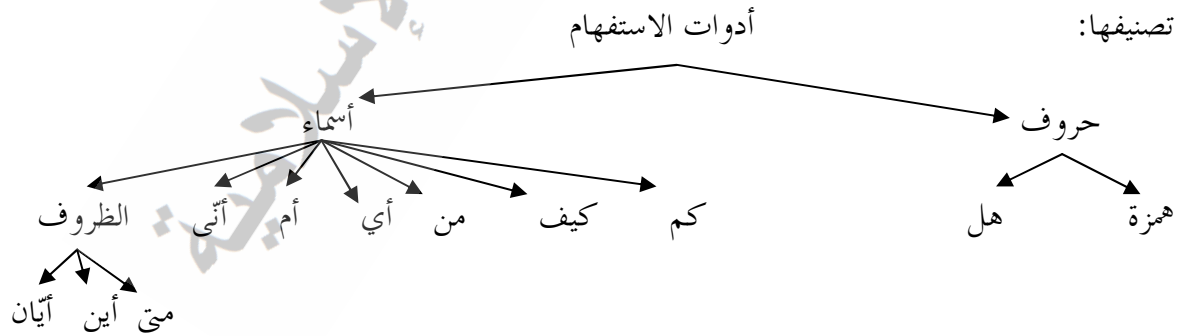 تصنيفها: أدوات الاستفهام
حروف أسماء
همزة هل كم كيف من أي أم أنّى الظروف
متى أين أيّان